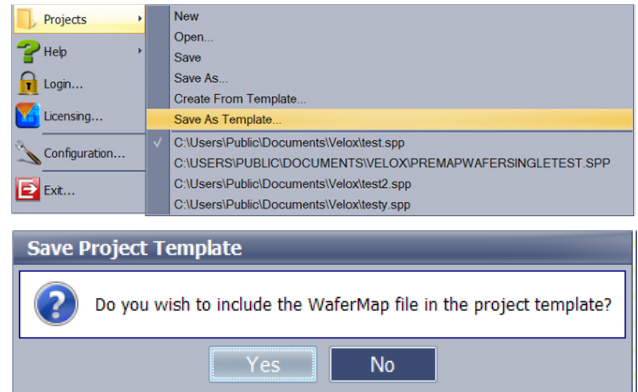 Projects
Help
Login...
Licensing...
Configuration...
Exit...
New
Open...
Save
Save As...
Create From Template...
Save As Template...
C:\Users\Public\Documents\Velox\test.spp
C:\USERS\PUBLIC\DOCUMENTS\VELOX\PREMAPWAFERSINGLETEST.SPP
C:\Users\Public\Documents\Velox\test2.spp
C:\Users\Public\Documents\Velox\testy.spp
Save Project Template
Do you wish to include the WaferMap file in the project template?
Yes
No